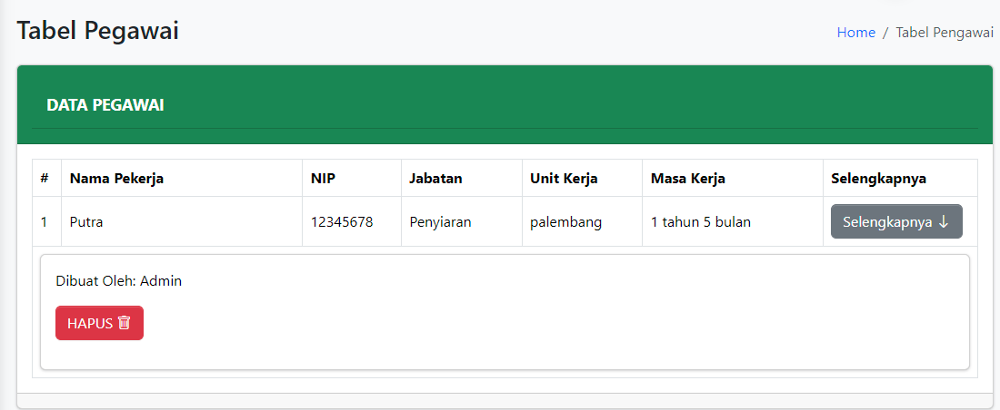 Tabel Pegawai
Home / Tabel Pengawai
DATA PEGAWAI
# Nama Pekerja NIP Jabatan Unit Kerja Masa Kerja Selengkapnya
1 Putra 12345678 Penyiaran palembang 1 tahun 5 bulan Selengkapnya ↓
Dibuat Oleh: Admin
HAPUS